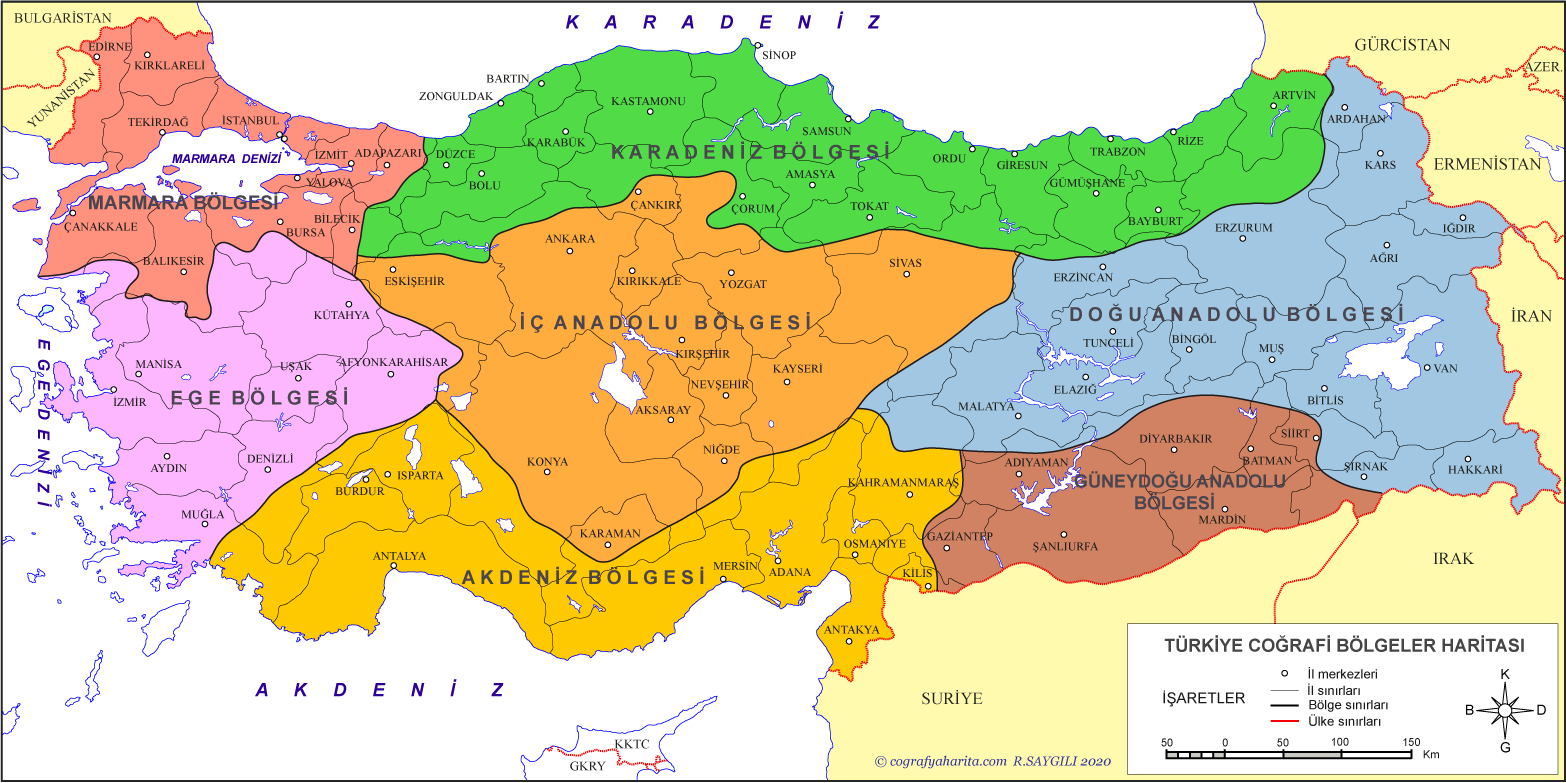 BULGARİSTAN
K A R A D E N İ Z
GÜRCİSTAN
AZER.
YUNANİSTAN
EDİRNE
KIRKLARELİ
TEKİRDAĞ
İSTANBUL
MARMARA DENİZİ
İZMİT
ADAPAZARI
YALOVA
MARMARA BÖLGESİ
ÇANAKKALE
BURSA
BİLECİK
BALIKESİR
ZONGULDAK
BARTIN
KASTAMONU
SİNOP
KARABÜK
SAMSUN
KARADENİZ BÖLGESİ
DÜZCE
BOLU
AMASYA
ORDU
GİRESUN
TRABZON
RİZE
ARTVİN
GÜMÜŞHANE
BAYBURT
ÇORUM
TOKAT
ARDAHAN
KARS
ERMENİSTAN
IĞDIR
AĞRI
ERZURUM
ERZİNCAN
DOĞU ANADOLU BÖLGESİ
İRAN
TUNCELİ
BİNGÖL
MUŞ
VAN
ELAZIĞ
BİTLİS
MALATYA
ŞIRNAK
HAKKARİ
ÇANKIRI
ANKARA
ESKİŞEHİR
KIRIKKALE
YOZGAT
SİVAS
İÇ ANADOLU BÖLGESİ
KIRŞEHİR
NEVŞEHİR
KAYSERİ
AKSARAY
NİĞDE
KONYA
KARAMAN
KÜTAHYA
MANİSA
UŞAK
AFYONKARAHİSAR
İZMİR
EGE BÖLGESİ
EGE DENİZİ
AYDIN
DENİZLİ
MUĞLA
BURDUR
ISPARTA
ANTALYA
AKDENİZ BÖLGESİ
MERSİN
ADANA
OSMANİYE
KAHRAMANMARAŞ
KİLİS
ANTAKYA
DİYARBAKIR
SİİRT
BATMAN
ADIYAMAN
GÜNEYDOĞU ANADOLU
BÖLGESİ
MARDİN
GAZİANTEP
ŞANLIURFA
IRAK
SURİYE
A K D E N İ Z
KKTC
GKRY
TÜRKİYE COĞRAFİ BÖLGELER HARİTASI
İŞARETLER
İl merkezleri
İl sınırları
Bölge sınırları
Ülke sınırları
K
B
D
G
50 0 50 100 150
Km
© cografyaharita.com R.SAYGILI 2020